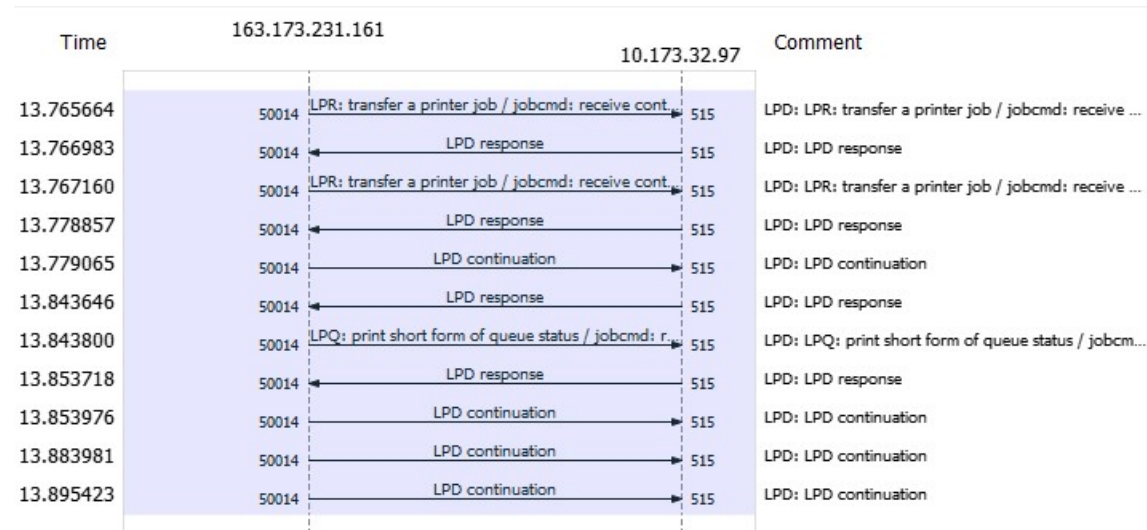 Time 163.173.231.161 10.173.32.97 Comment
13.765664 50014 LPR: transfer a printer job / jobcmd: receive cont... 515 LPD: LPR: transfer a printer job / jobcmd: receive ...
13.766983 50014 LPD response 515 LPD: LPD response
13.767160 50014 LPR: transfer a printer job / jobcmd: receive cont... 515 LPD: LPR: transfer a printer job / jobcmd: receive ...
13.778857 50014 LPD response 515 LPD: LPD response
13.779065 50014 LPD continuation 515 LPD: LPD continuation
13.843646 50014 LPD response 515 LPD: LPD response
13.843800 50014 LPQ: print short form of queue status / jobcmd: r... 515 LPD: LPQ: print short form of queue status / jobcm...
13.853718 50014 LPD response 515 LPD: LPD response
13.853976 50014 LPD continuation 515 LPD: LPD continuation
13.883981 50014 LPD continuation 515 LPD: LPD continuation
13.895423 50014 LPD continuation 515 LPD: LPD continuation